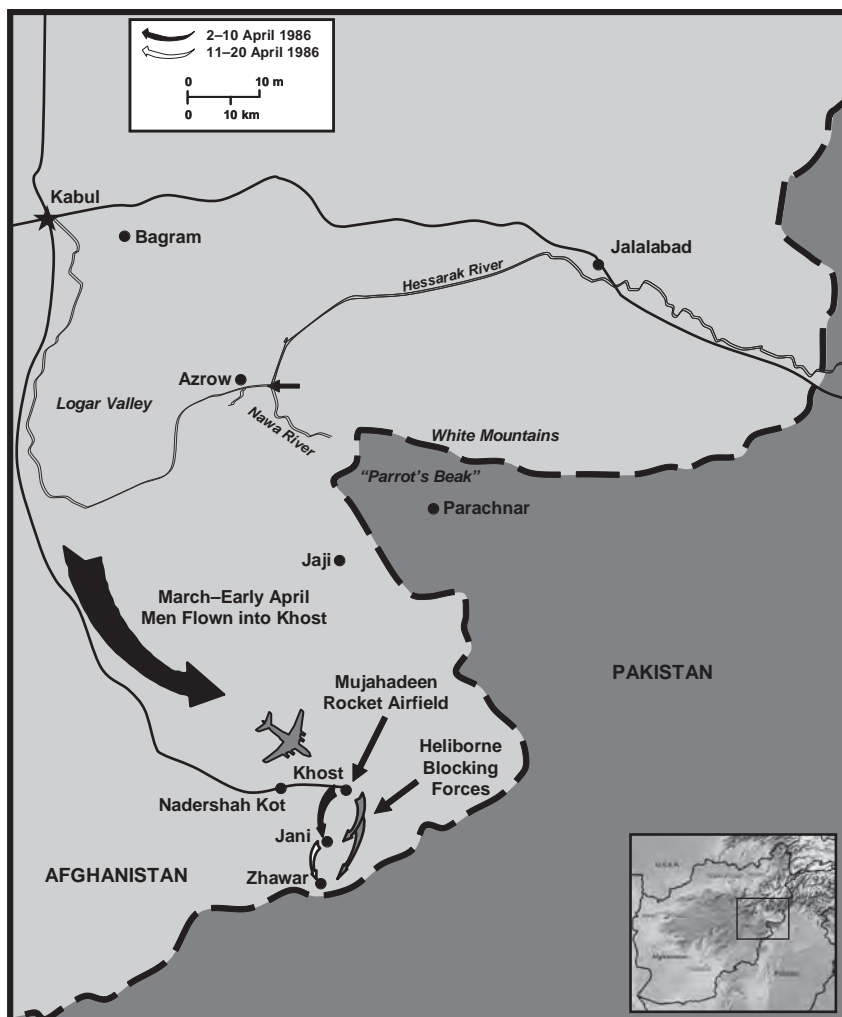 2–10 April 1986
11–20 April 1986
0 10 m
0 10 km
Kabul
Bagram
Jalalabad
Hessarak River
Azrow
Logar Valley
Nawa River
White Mountains
“Parrot’s Beak”
Parachnar
Jaji
March–Early April
Men Flown into Khost
PAKISTAN
Mujahadeen
Rocket Airfield
Heliborne
Blocking
Forces
Khost
Nadershah Kot
Jani
AFGHANISTAN
Zhawar